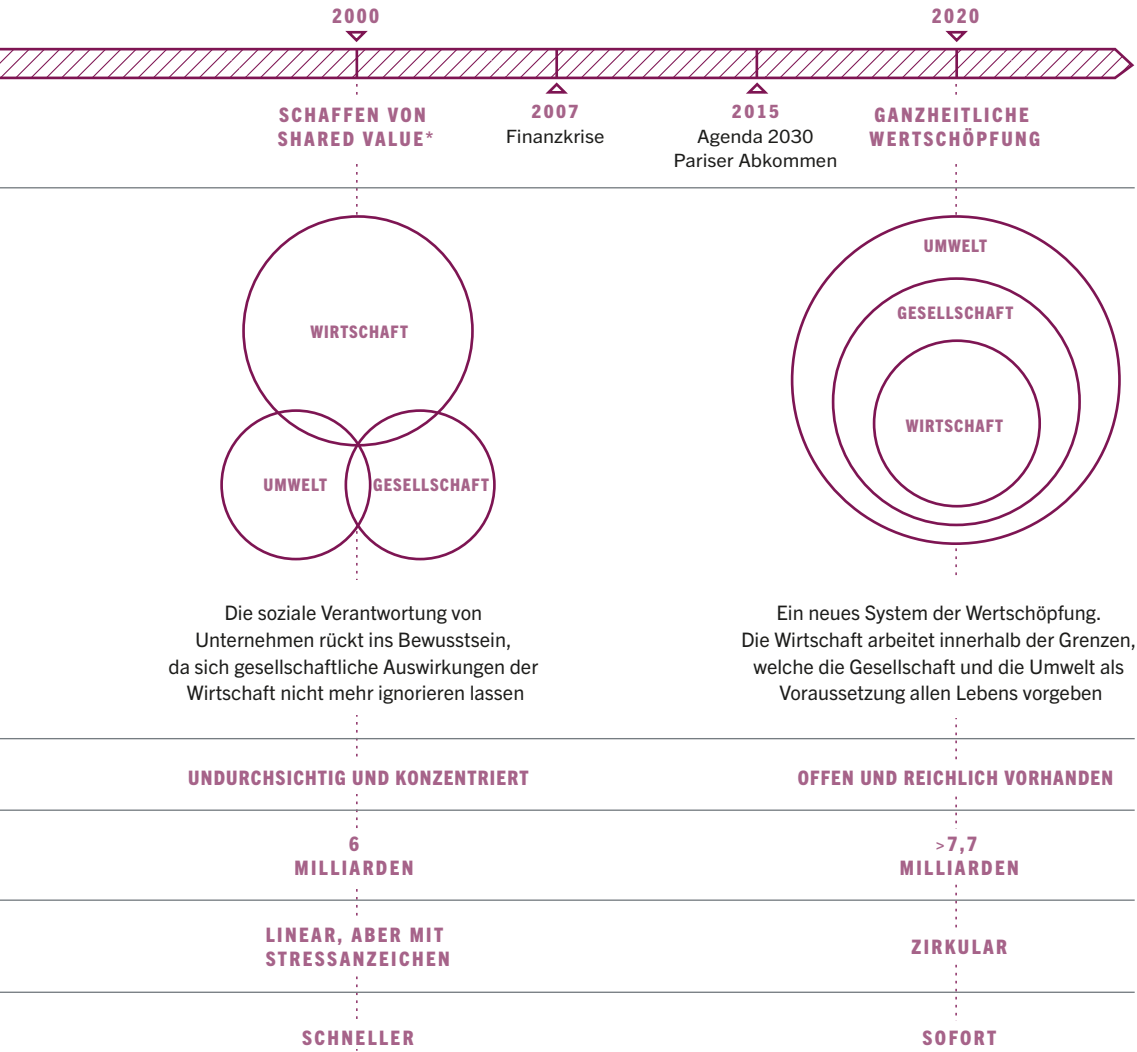 2000
2020
SCHAFFEN VON
SHARED VALUE*
2007
Finanzkrise
2015
Agenda 2030
Pariser Abkommen
GANZHEITLICHE
WERTSCHÖPFUNG
WIRTSCHAFT
UMWELT
GESELLSCHAFT
UMWELT
GESELLSCHAFT
WIRTSCHAFT
Die soziale Verantwortung von
Unternehmen rückt ins Bewusstsein,
da sich gesellschaftliche Auswirkungen der
Wirtschaft nicht mehr ignorieren lassen
Ein neues System der Wertschöpfung.
Die Wirtschaft arbeitet innerhalb der Grenzen,
welche die Gesellschaft und die Umwelt als
Voraussetzung allen Lebens vorgeben
UNDURCHSICHTIG UND KONZENTRIERT
OFFEN UND REICHLICH VORHANDEN
6
MILLIARDEN
>7,7
MILLIARDEN
LINEAR, ABER MIT
STRESSANZEICHEN
ZIRKULAR
SCHNELLER
SOFORT